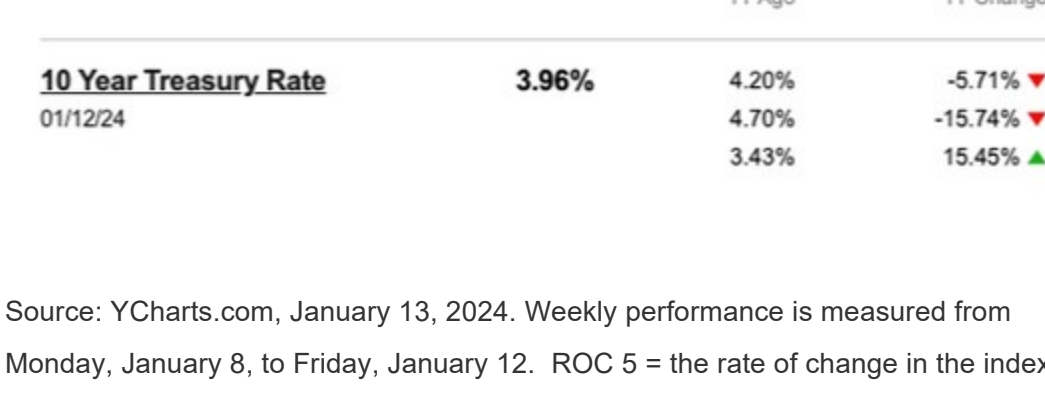 10 Year Treasury Rate 3.96% 4.20% -5.71%
01/12/24 4.70% -15.74%
3.43% 15.45%
Source: YCharts.com, January 13, 2024. Weekly performance is measured from
Monday, January 8, to Friday, January 12. ROC 5 = the rate of change in the index